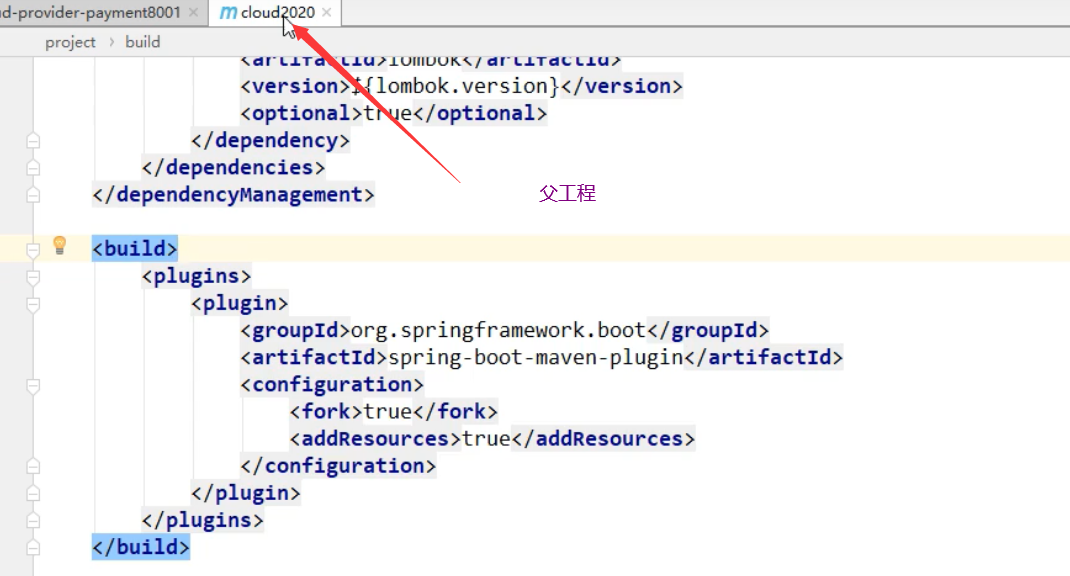 d-provider-payment8001 × m cloud2020 ×
project › build
<artifactId>lombok</artifactId>
<version>${lombok.version}</version>
<optional>true</optional>
</dependency>
</dependencies>
</dependencyManagement>
父工程
<build>
<plugins>
<plugin>
<groupId>org.springframework.boot</groupId>
<artifactId>spring-boot-maven-plugin</artifactId>
<configuration>
<fork>true</fork>
<addResources>true</addResources>
</configuration>
</plugin>
</plugins>
</build>